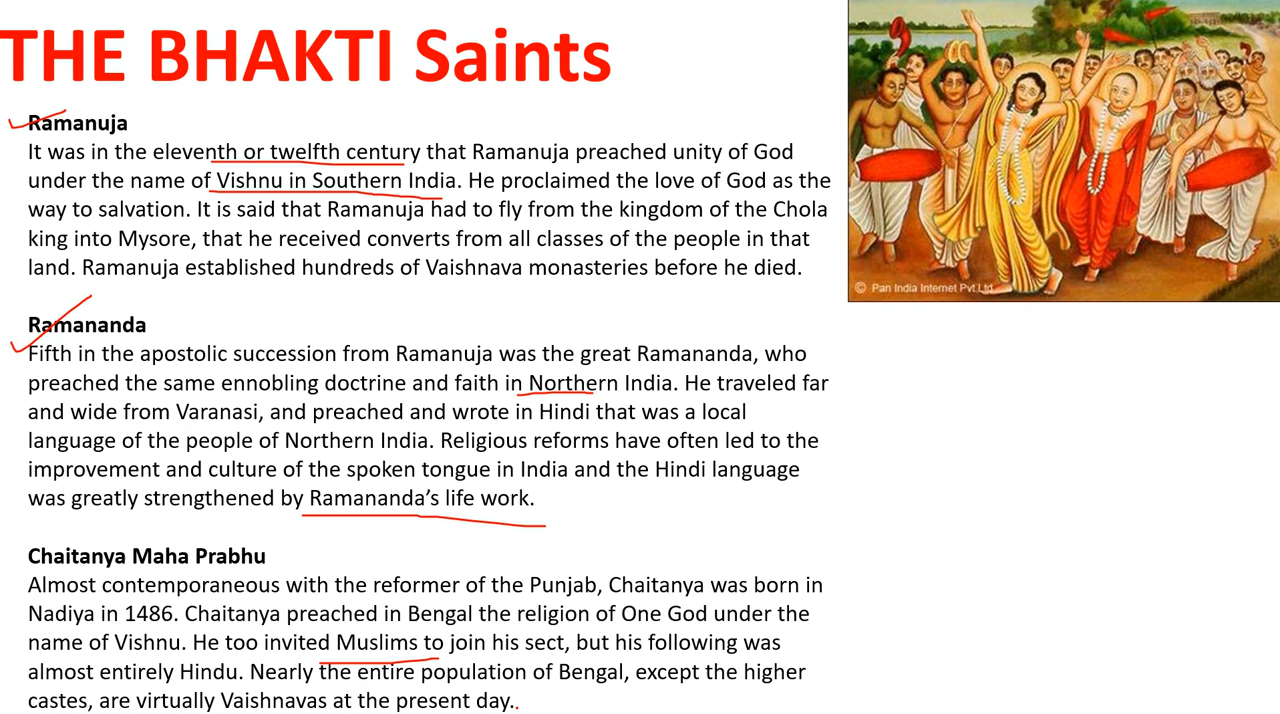 THE BHAKTI Saints
Ramanuja
It was in the eleventh or twelfth century that Ramanuja preached unity of God
under the name of Vishnu in Southern India. He proclaimed the love of God as the
way to salvation. It is said that Ramanuja had to fly from the kingdom of the Chola
king into Mysore, that he received converts from all classes of the people in that
land. Ramanuja established hundreds of Vaishnava monasteries before he died.
Ramananda
Fifth in the apostolic succession from Ramanuja was the great Ramananda, who
preached the same ennobling doctrine and faith in Northern India. He traveled far
and wide from Varanasi, and preached and wrote in Hindi that was a local
language of the people of Northern India. Religious reforms have often led to the
improvement and culture of the spoken tongue in India and the Hindi language
was greatly strengthened by Ramananda’s life work.
Chaitanya Maha Prabhu
Almost contemporaneous with the reformer of the Punjab, Chaitanya was born in
Nadiya in 1486. Chaitanya preached in Bengal the religion of One God under the
name of Vishnu. He too invited Muslims to join his sect, but his following was
almost entirely Hindu. Nearly the entire population of Bengal, except the higher
castes, are virtually Vaishnavas at the present day..
© Pan India Internet Pvt.Ltd.